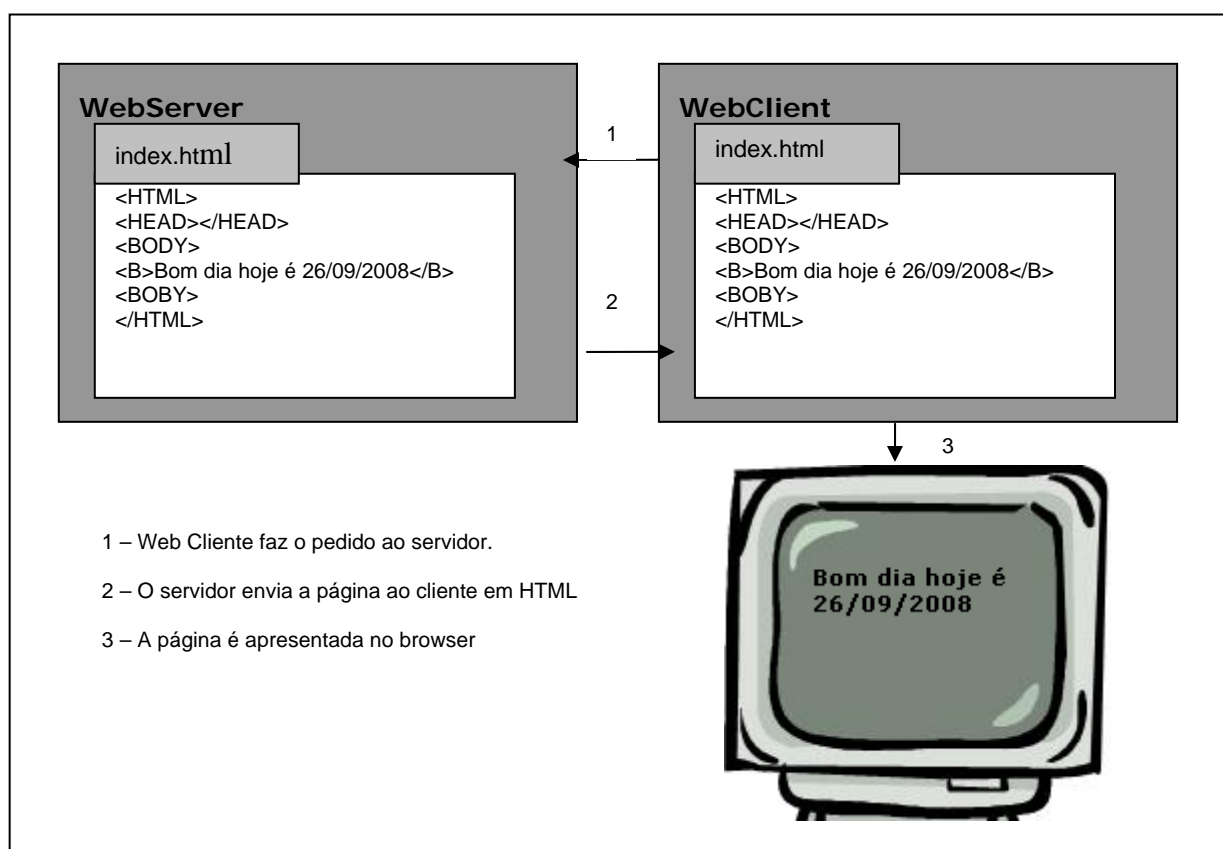 WebServer
index.html
<HTML>
<HEAD></HEAD>
<BODY>
<B>Bom dia hoje é 26/09/2008</B>
<BOBY>
</HTML>
1
2
WebClient
index.html
<HTML>
<HEAD></HEAD>
<BODY>
<B>Bom dia hoje é 26/09/2008</B>
<BOBY>
</HTML>
3
1 – Web Cliente faz o pedido ao servidor.
2 – O servidor envia a página ao cliente em HTML
3 – A página é apresentada no browser
Bom dia hoje é
26/09/2008